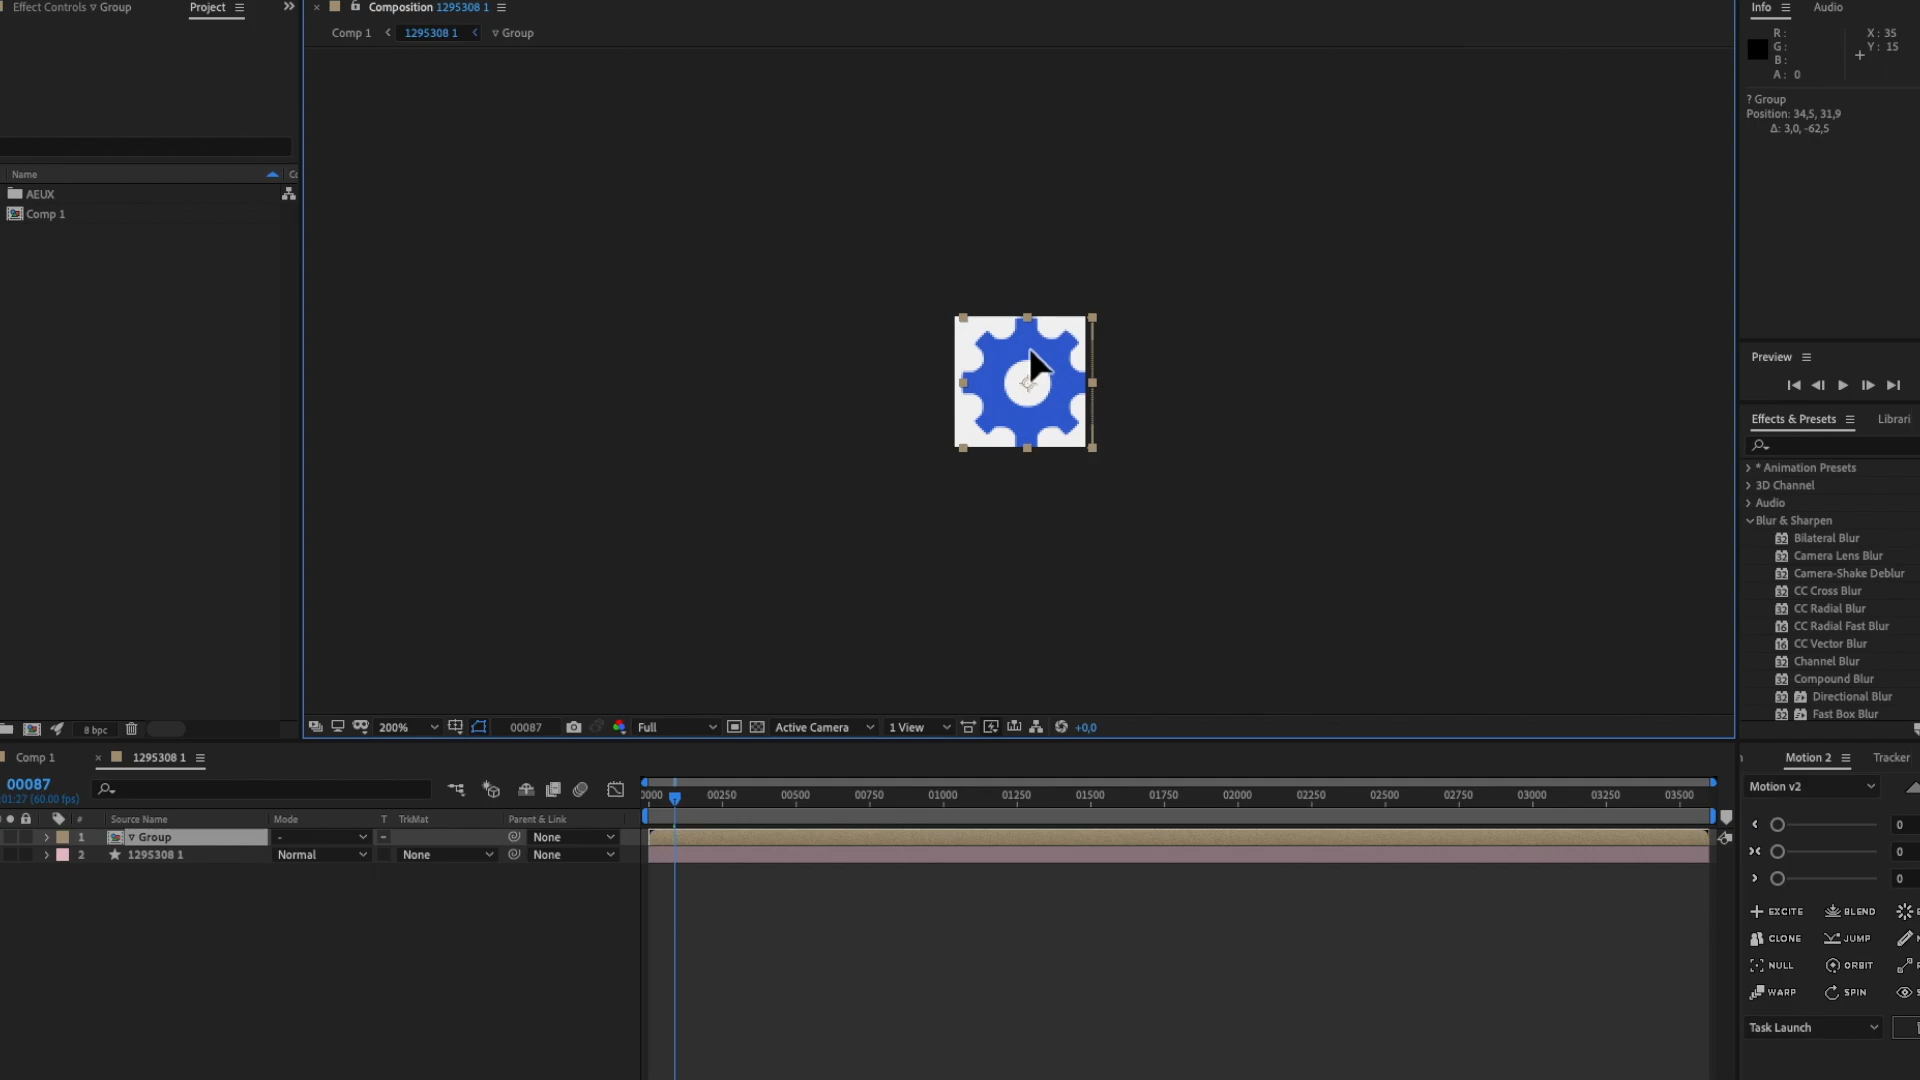 Effect Controls ▿ Group
Project
Composition 1295308 1
Comp 1
1295308 1
▿ Group
Info
Audio
R :
G :
B :
A : 0
X : 35
Y : 15
? Group
Position: 34,5, 31,9
Δ: 3,0, -62,5
Name
AEUX
Comp 1
Preview
Effects & Presets
Librari
* Animation Presets
3D Channel
Audio
Blur & Sharpen
Bilateral Blur
Camera Lens Blur
Camera-Shake Deblur
CC Cross Blur
CC Radial Blur
CC Radial Fast Blur
CC Vector Blur
Channel Blur
Compound Blur
Directional Blur
Fast Box Blur
8 bpc
200%
00087
Full
Active Camera
1 View
+0,0
Comp 1
1295308 1
00087
:01:27 (60.00 fps)
0000 00250 00500 00750 01000 01250 01500 01750 02000 02250 02500 02750 03000 03250 03500
# Source Name Mode T TrkMat Parent & Link
1 ▿ Group - None
2 1295308 1 Normal None None
Motion 2
Tracker
Motion v2
0
0
0
EXCITE BLEND
CLONE JUMP
NULL ORBIT
WARP SPIN
Task Launch